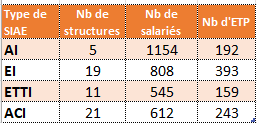 Type de SIAE Nb de structures Nb de salariés Nb d'ETP
AI 5 1154 192
EI 19 808 393
ETTI 11 545 159
ACI 21 612 243